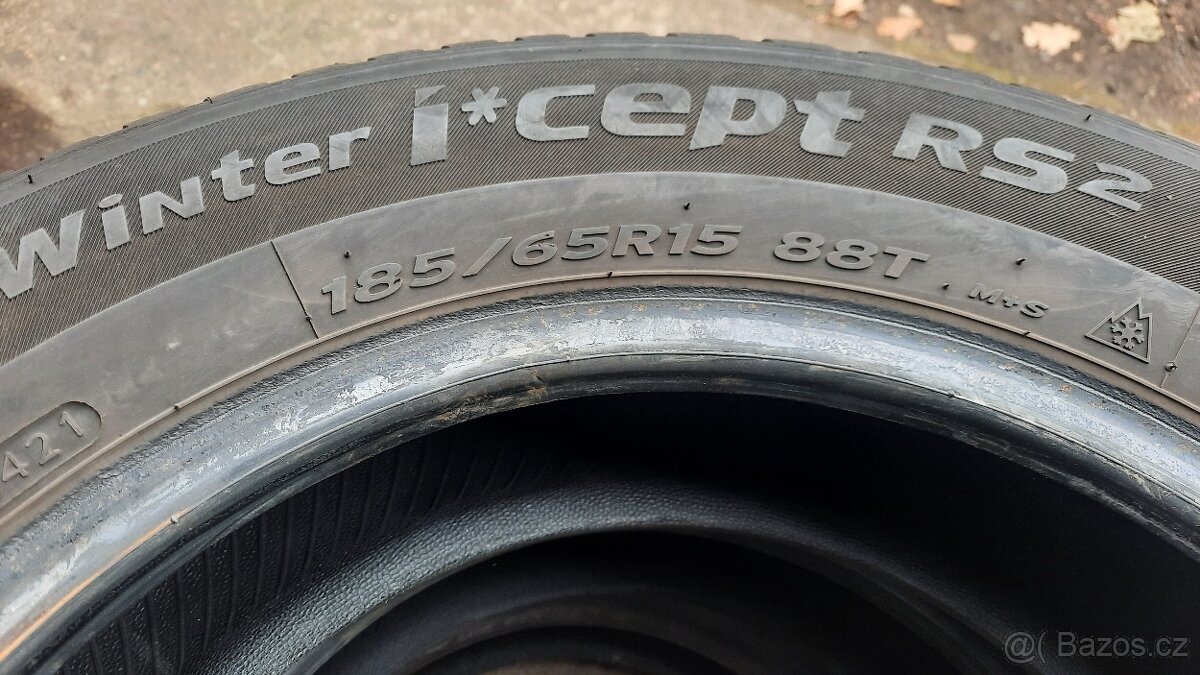 Winter i*cept RS2
185/65R15 88T M+S
421
@( Bazos.cz